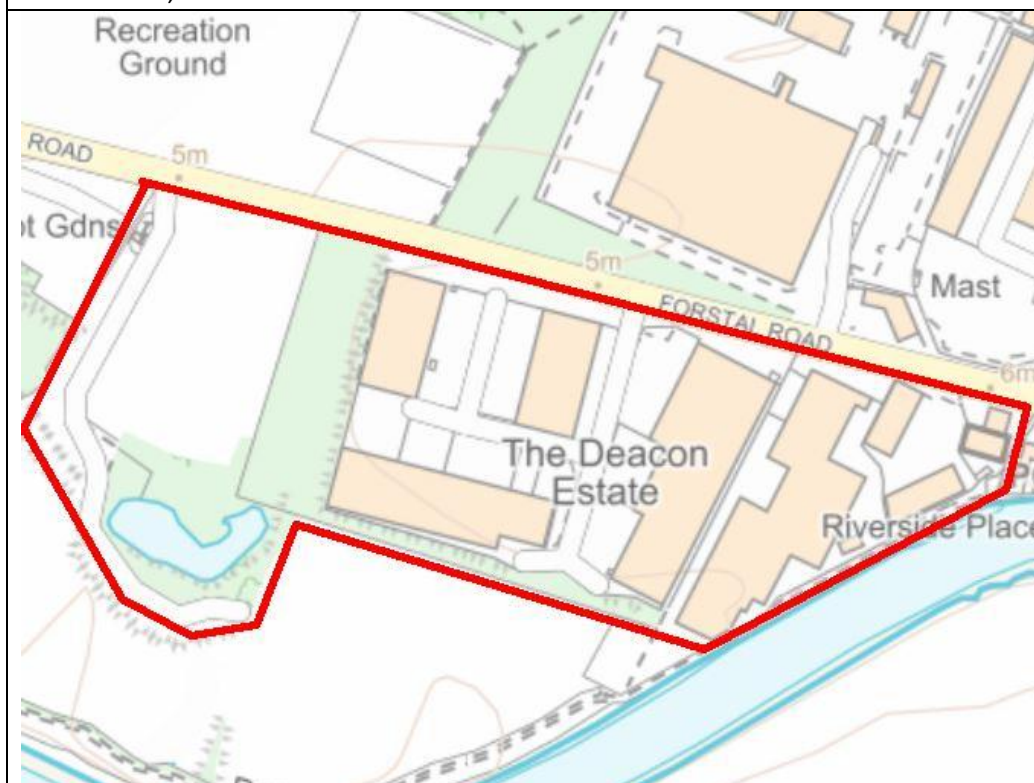 Recreation
Ground
ROAD
5m
t Gdns
5m
FORSTAL ROAD
Mast
6m
The Deacon
Estate
Riverside Place